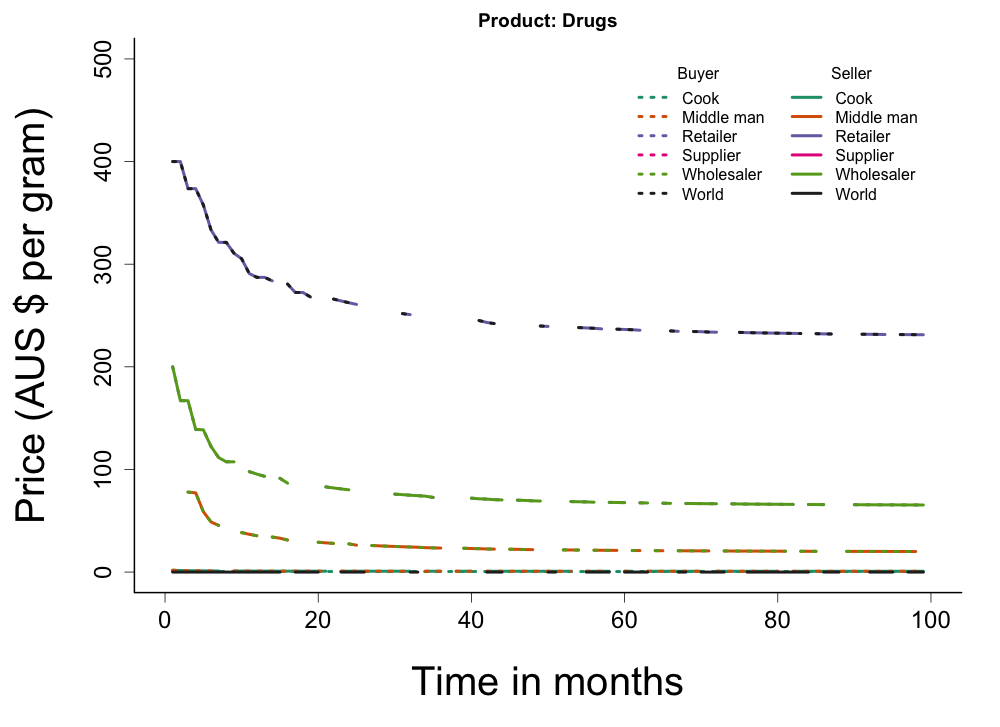 Product: Drugs
Price (AUS $ per gram)
500
400
300
200
100
0
Buyer
Cook
Middle man
Retailer
Supplier
Wholesaler
World
Seller
Cook
Middle man
Retailer
Supplier
Wholesaler
World
0 20 40 60 80 100
Time in months